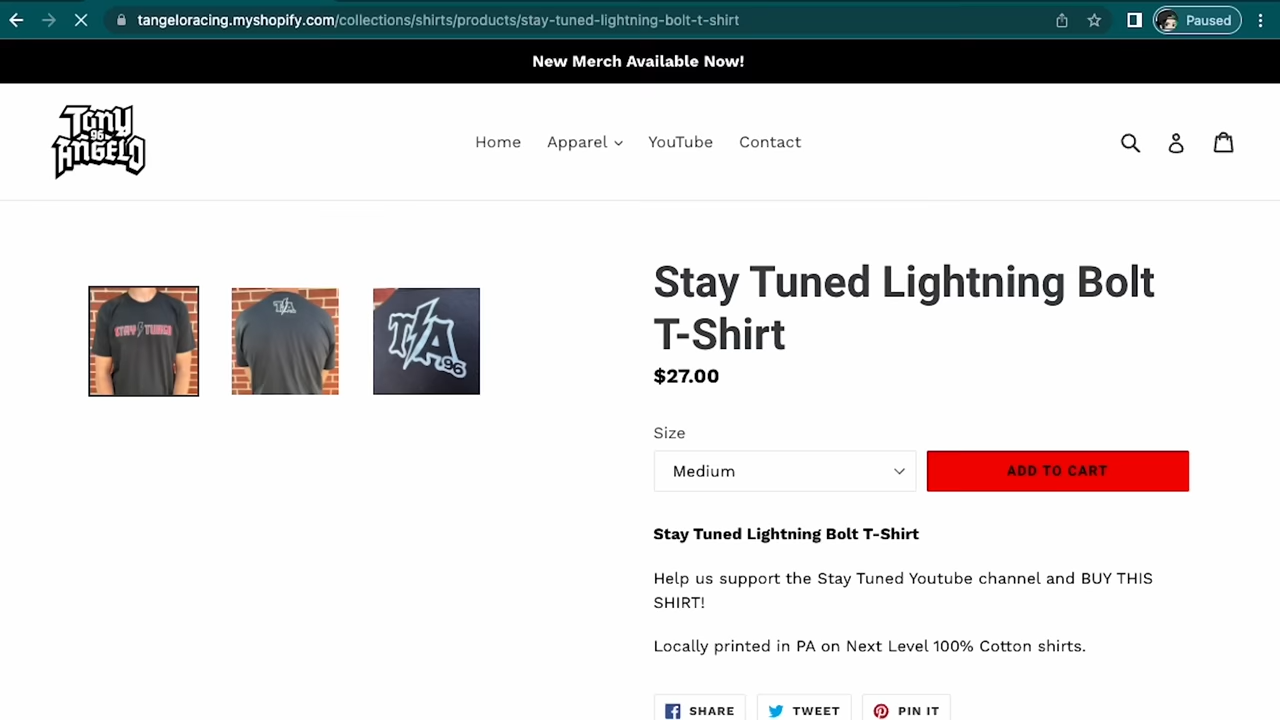 tangeloracing.myshopify.com/collections/shirts/products/stay-tuned-lightning-bolt-t-shirt
Paused
New Merch Available Now!
Tony
96
Angelo
Home
Apparel
YouTube
Contact
STAY TUNED
T/A
T/A
.96
Stay Tuned Lightning Bolt
T-Shirt
$27.00
Size
Medium
ADD TO CART
Stay Tuned Lightning Bolt T-Shirt
Help us support the Stay Tuned Youtube channel and BUY THIS
SHIRT!
Locally printed in PA on Next Level 100% Cotton shirts.
SHARE
TWEET
PIN IT